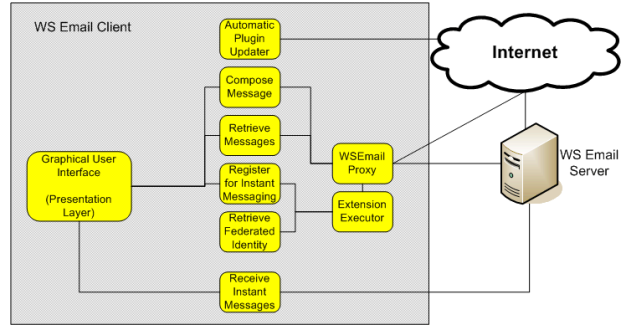 WS Email Client
Automatic
Plugin
Updater
Internet
Compose
Message
Retrieve
Messages
Graphical User
Interface
(Presentation
Layer)
WSEmail
Proxy
WS Email
Server
Register
for Instant
Messaging
Extension
Executor
Retrieve
Federated
Identity
Receive
Instant
Messages